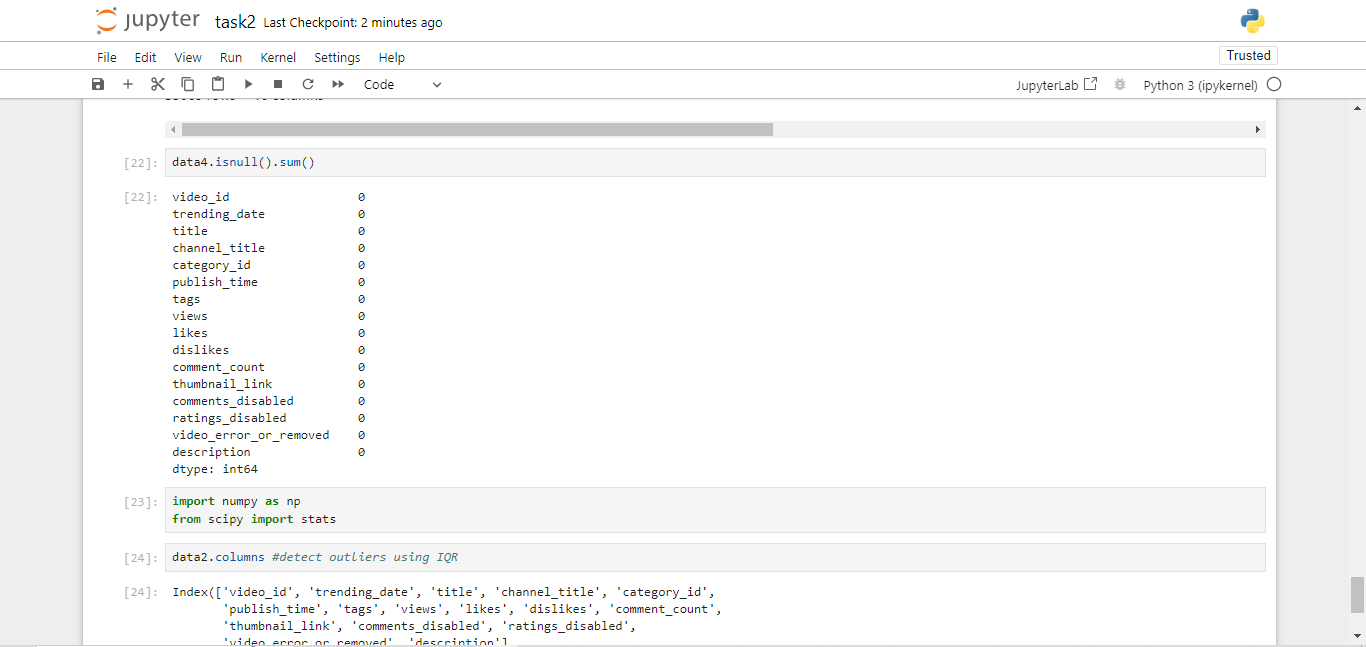 jupyter task2 Last Checkpoint: 2 minutes ago
File Edit View Run Kernel Settings Help Trusted
Code JupyterLab Python 3 (ipykernel)
[22]: data4.isnull().sum()
[22]: video_id 0
trending_date 0
title 0
channel_title 0
category_id 0
publish_time 0
tags 0
views 0
likes 0
dislikes 0
comment_count 0
thumbnail_link 0
comments_disabled 0
ratings_disabled 0
video_error_or_removed 0
description 0
dtype: int64
[23]: import numpy as np
from scipy import stats
[24]: data2.columns #detect outliers using IQR
[24]: Index(['video_id', 'trending_date', 'title', 'channel_title', 'category_id',
'publish_time', 'tags', 'views', 'likes', 'dislikes', 'comment_count',
'thumbnail_link', 'comments_disabled', 'ratings_disabled',
'video_error_or_removed', 'description'],